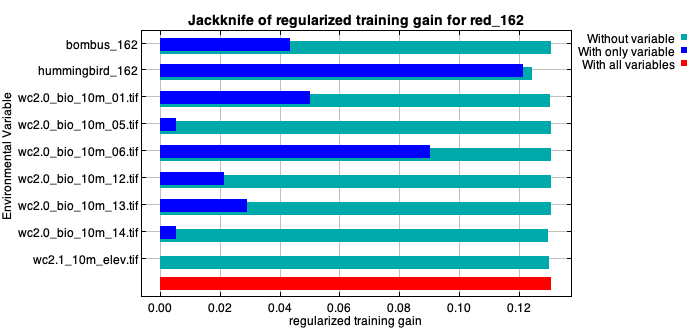 Jackknife of regularized training gain for red_162
Without variable
With only variable
With all variables
Environmental Variable
bombus_162
hummingbird_162
wc2.0_bio_10m_01.tif
wc2.0_bio_10m_05.tif
wc2.0_bio_10m_06.tif
wc2.0_bio_10m_12.tif
wc2.0_bio_10m_13.tif
wc2.0_bio_10m_14.tif
wc2.1_10m_elev.tif
0.00 0.02 0.04 0.06 0.08 0.10 0.12
regularized training gain